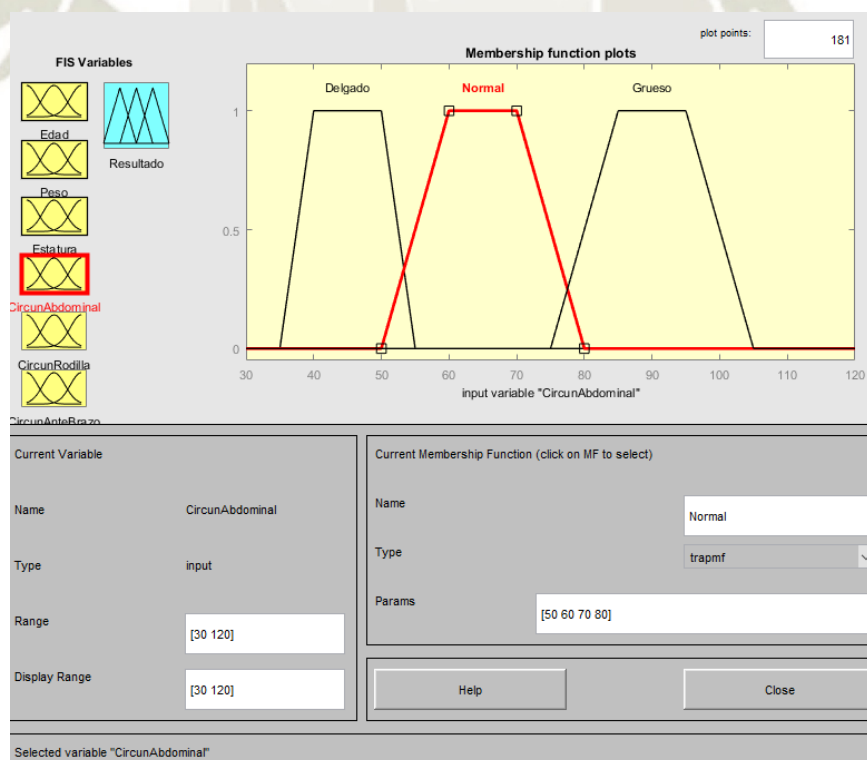 plot points:
181
FIS Variables
Membership function plots
Edad
Peso
Estatura
CircunAbdominal
CircunRodilla
CircunAnteBrazo
Resultado
Delgado
Normal
Grueso
1
0.5
0
30 40 50 60 70 80 90 100 110 120
input variable "CircunAbdominal"
Current Variable
Name CircunAbdominal
Type input
Range [30 120]
Display Range [30 120]
Current Membership Function (click on MF to select)
Name Normal
Type trapmf
Params [50 60 70 80]
Help
Close
Selected variable "CircunAbdominal"